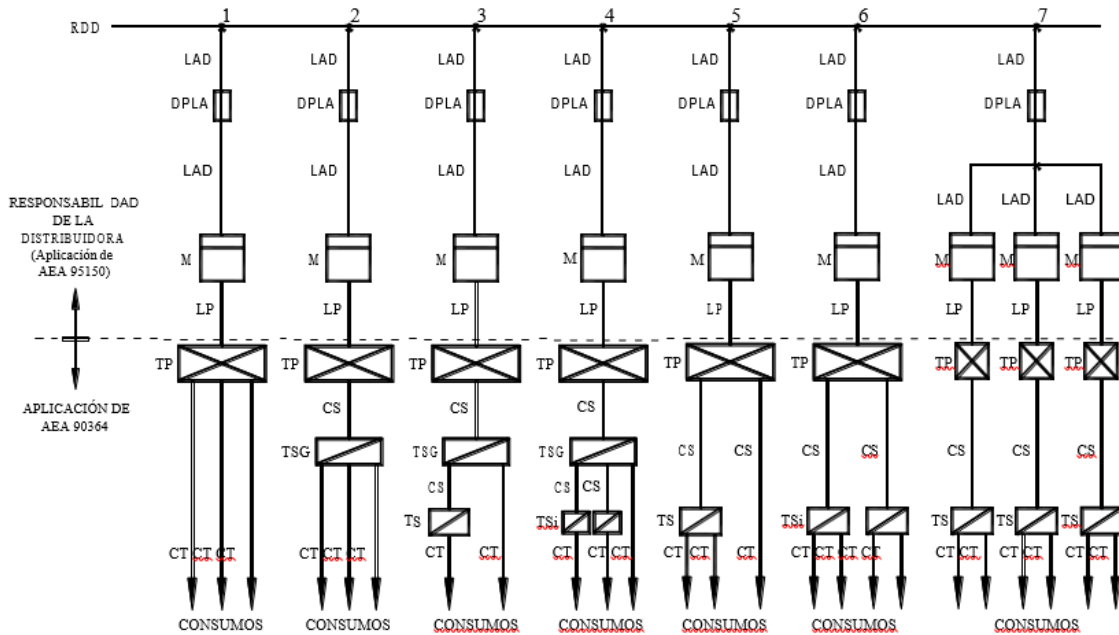 1 2 3 4 5 6 7
RDD
LAD LAD LAD LAD LAD LAD LAD
DPLA DPLA DPLA DPLA DPLA DPLA DPLA
LAD LAD LAD LAD LAD LAD
LAD LAD LAD
RESPONSABIL DAD
DE LA
DISTRIBUIDORA
(Aplicación de
AEA 95150)
M M M M M M M M M
LP LP LP LP LP LP LP LP LP
TP TP TP TP TP TP TP TP TP
APLICACIÓN DE
AEA 90364
CS CS CS
TSG TSG TSG
CS CS CS CS CS CS CS CS CS
CS
TS TSi TS TSi TS TS TS
CT CT CT CT CT CT CT CT CT CT CT CT CT CT CT CT CT CT CT CT CT CT CT CT
CONSUMOS CONSUMOS CONSUMOS CONSUMOS CONSUMOS CONSUMOS CONSUMOS